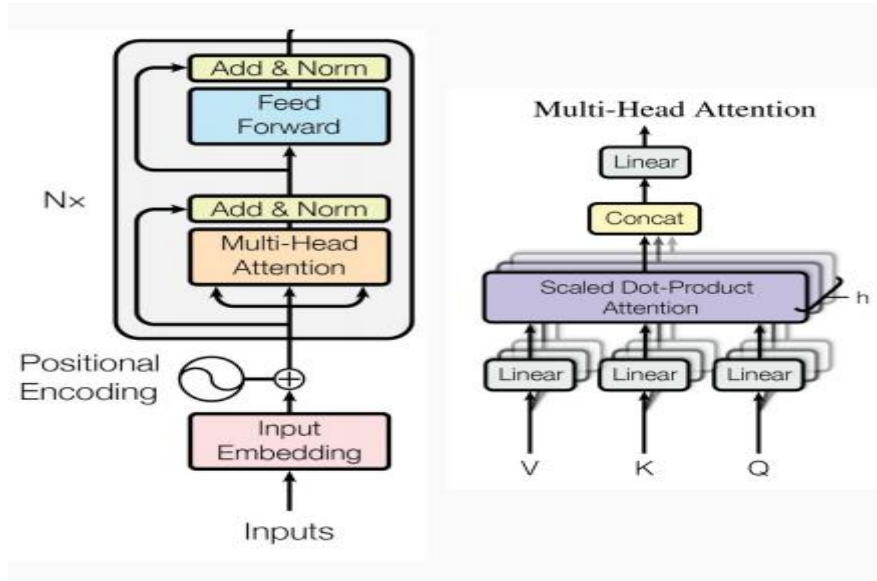 Add & Norm
Feed
Forward
Nx
Add & Norm
Multi-Head
Attention
Positional
Encoding
Input
Embedding
Inputs
Multi-Head Attention
Linear
Concat
Scaled Dot-Product
Attention
h
Linear Linear Linear
V K Q